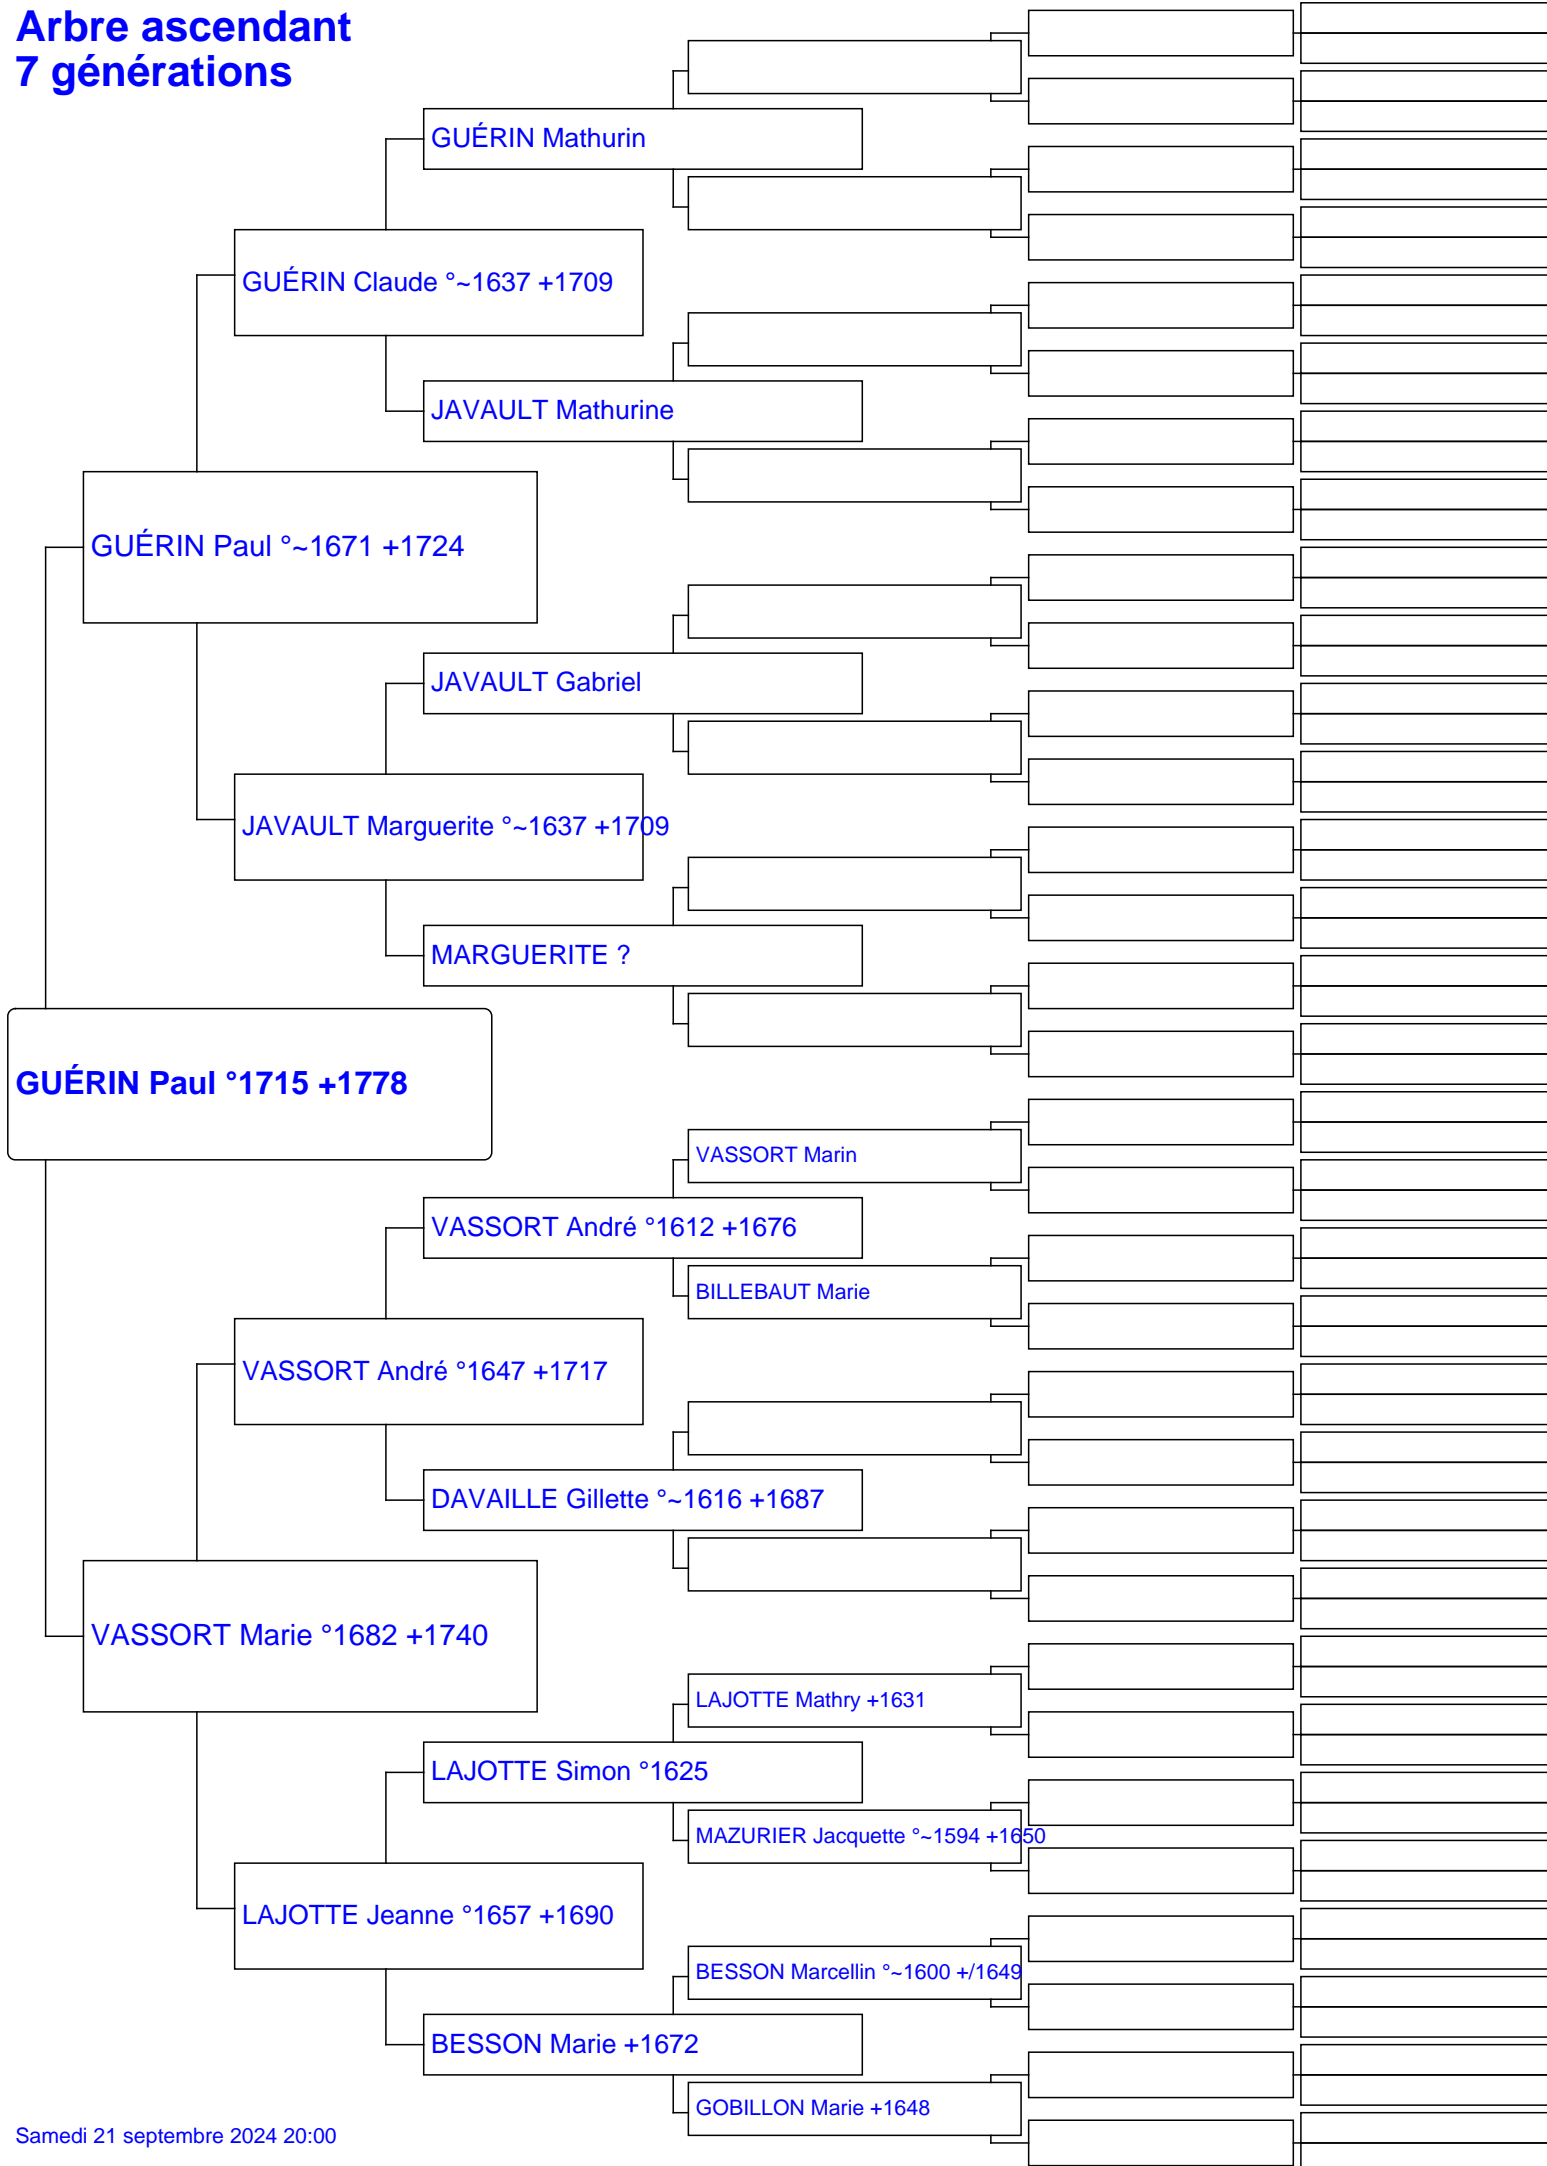 Arbre ascendant
7 générations
GUÉRIN Mathurin
GUÉRIN Claude °~1637 +1709
JAVAULT Mathurine
GUÉRIN Paul °~1671 +1724
JAVAULT Gabriel
JAVAULT Marguerite °~1637 +1709
MARGUERITE ?
GUÉRIN Paul °1715 +1778
VASSORT Marin
VASSORT André °1612 +1676
BILLEBAUT Marie
VASSORT André °1647 +1717
DAVAILLE Gillette °~1616 +1687
VASSORT Marie °1682 +1740
LAJOTTE Mathry +1631
LAJOTTE Simon °1625
MAZURIER Jacquette °~1594 +1650
LAJOTTE Jeanne °1657 +1690
BESSON Marcellin °~1600 +/1649
BESSON Marie +1672
GOBILLON Marie +1648
Samedi 21 septembre 2024 20:00